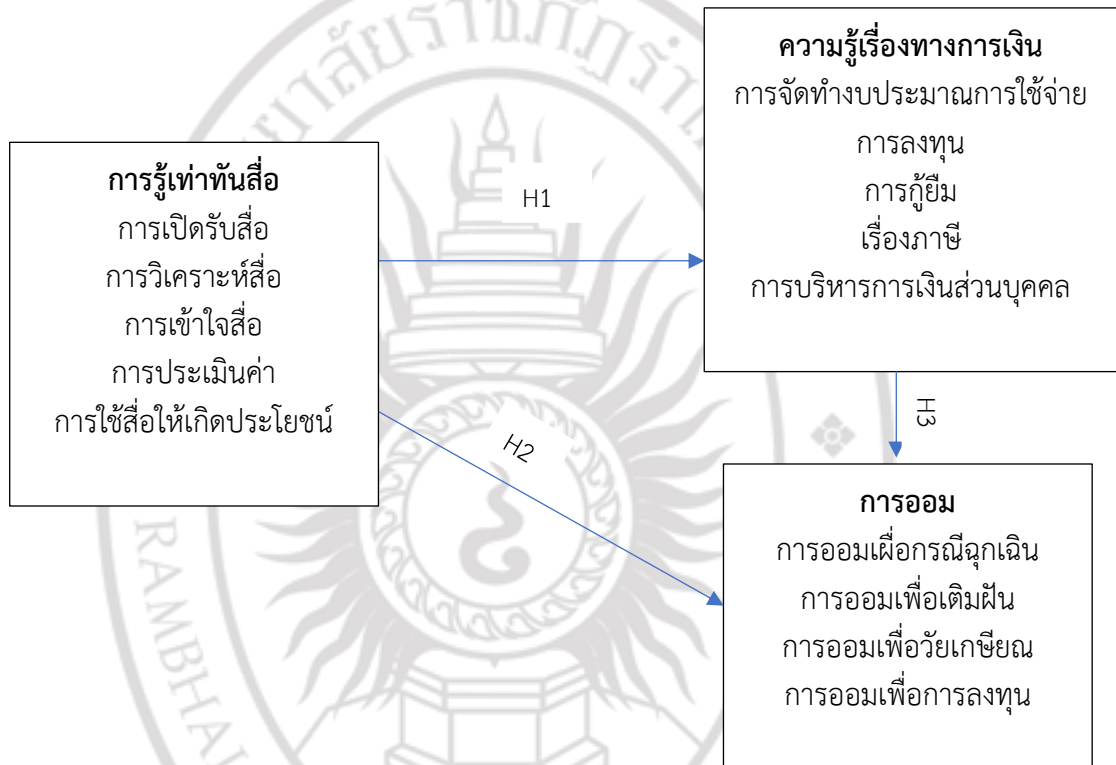 ความรู้เรื่องทางการเงิน
การจัดทำงบประมาณการใช้จ่าย
การลงทุน
การกู้ยืม
เรื่องภาษี
การบริหารการเงินส่วนบุคคล
การรู้เท่าทันสื่อ
การเปิดรับสื่อ
การวิเคราะห์สื่อ
การเข้าใจสื่อ
การประเมินค่า
การใช้สื่อให้เกิดประโยชน์
H1
H2
H3
การออม
การออมเผื่อกรณีฉุกเฉิน
การออมเพื่อเติมฝัน
การออมเพื่อวัยเกษียณ
การออมเพื่อการลงทุน